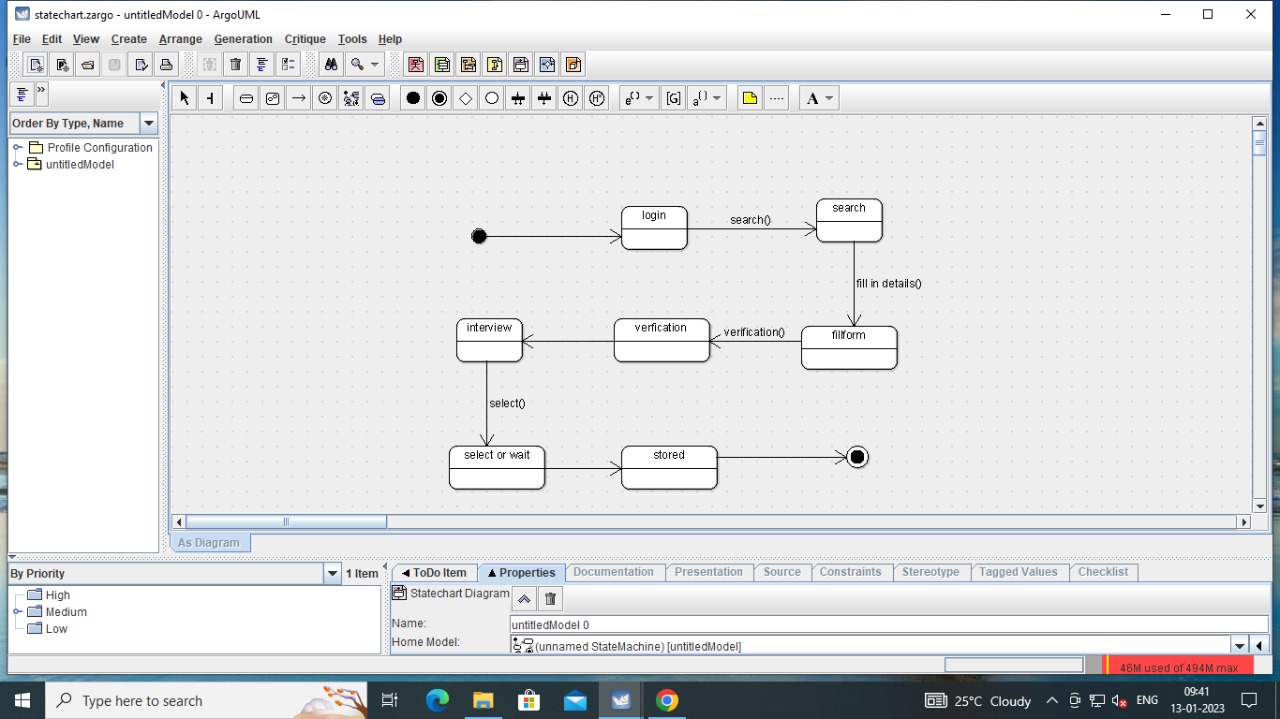 statechart.zargo - untitledModel 0 - ArgoUML
File Edit View Create Arrange Generation Critique Tools Help
Order By Type, Name
Profile Configuration
untitledModel
login
search()
search
fill in details()
interview
verfication
verification()
fillform
select()
select or wait
stored
As Diagram
By Priority
1 Item
High
Medium
Low
ToDo Item Properties Documentation Presentation Source Constraints Stereotype Tagged Values Checklist
Statechart Diagram
Name:
untitledModel 0
Home Model:
(unnamed StateMachine) [untitledModel]
46M used of 494M max
Type here to search
25°C Cloudy
ENG
09:41
13-01-2023